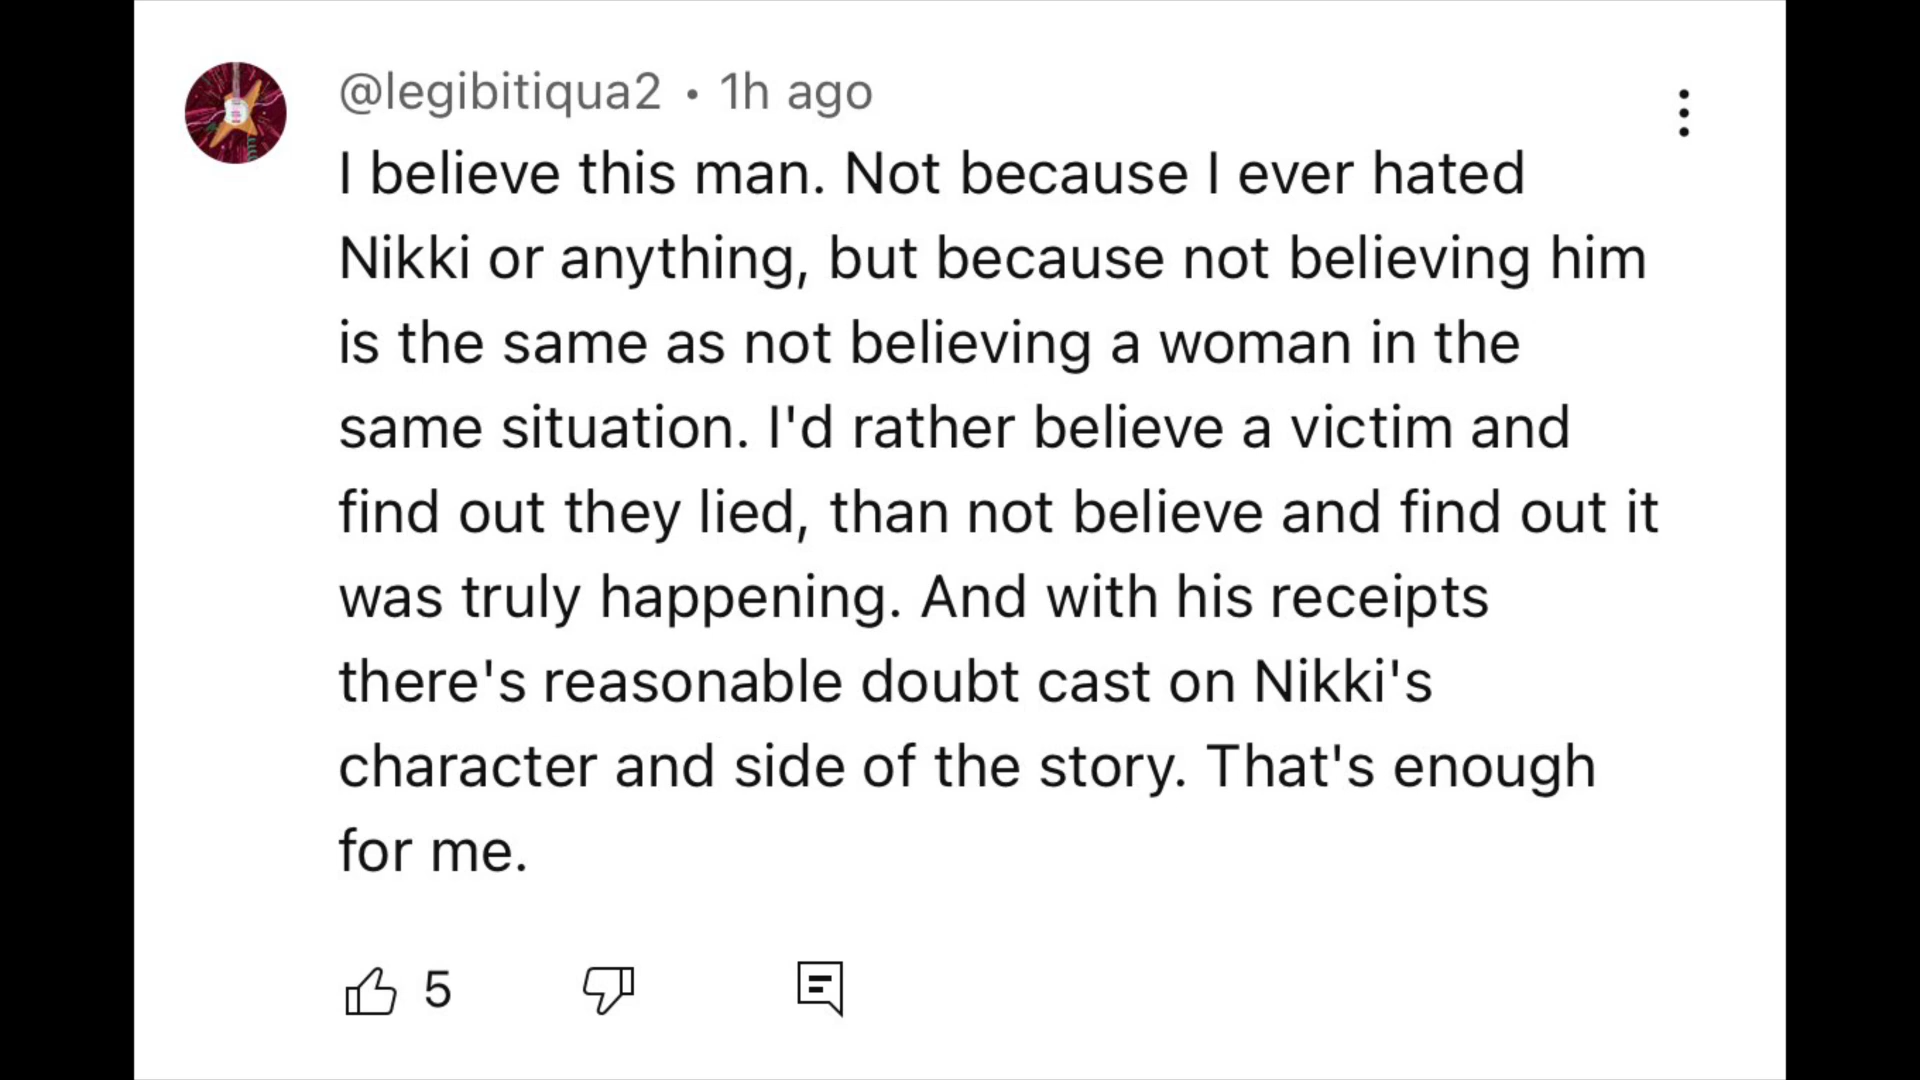 @legibitiqua2 • 1h ago
I believe this man. Not because I ever hated
Nikki or anything, but because not believing him
is the same as not believing a woman in the
same situation. I'd rather believe a victim and
find out they lied, than not believe and find out it
was truly happening. And with his receipts
there's reasonable doubt cast on Nikki's
character and side of the story. That's enough
for me.
5